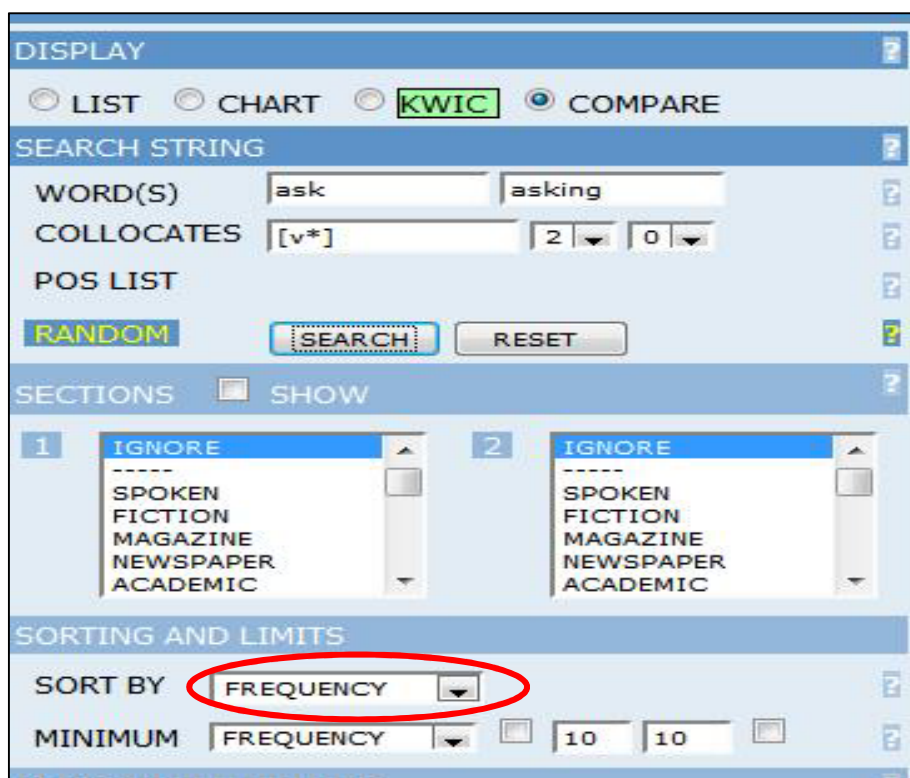 DISPLAY ?
LIST CHART KWIC COMPARE
SEARCH STRING ?
WORD(S) ask asking ?
COLLOCATES [v*] 2 0 ?
POS LIST ?
RANDOM SEARCH RESET ?
SECTIONS SHOW ?
1 IGNORE 2 IGNORE
----- -----
SPOKEN SPOKEN
FICTION FICTION
MAGAZINE MAGAZINE
NEWSPAPER NEWSPAPER
ACADEMIC ACADEMIC
SORTING AND LIMITS
SORT BY FREQUENCY ?
MINIMUM FREQUENCY 10 10 ?